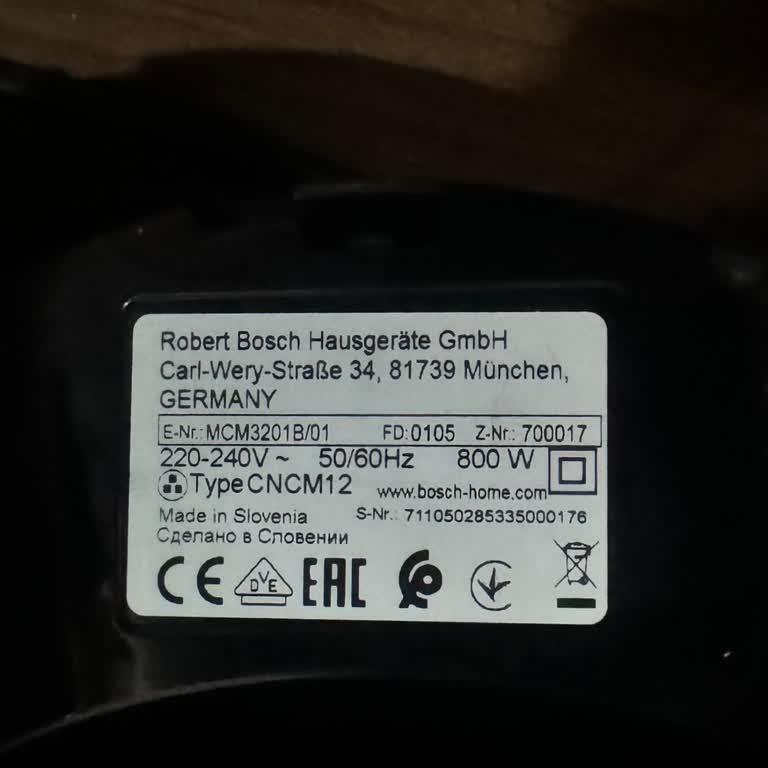 Robert Bosch Hausgeräte GmbH
Carl-Wery-Straße 34, 81739 München,
GERMANY
E-Nr.: MCM3201B/01 FD: 0105 Z-Nr.: 700017
220-240V ~ 50/60Hz 800 W
Type CNCM12 www.bosch-home.com
Made in Slovenia S-Nr.: 711050285335000176
Сделано в Словении
CE DVE EAC